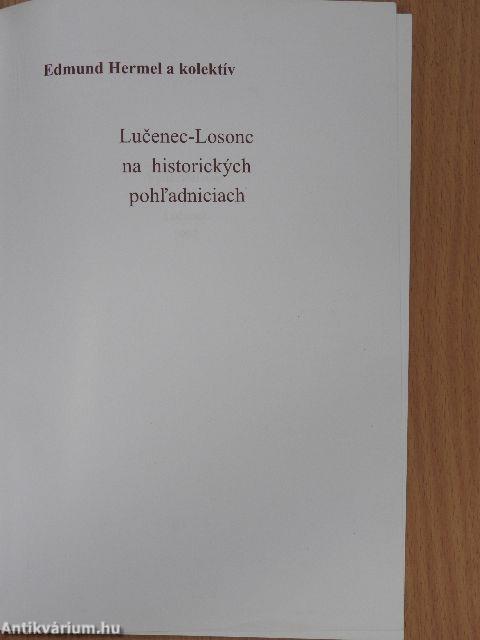 Edmund Hermel a kolektív
Lučenec-Losonc
na historických
pohľadniciach
Antikvárium.hu